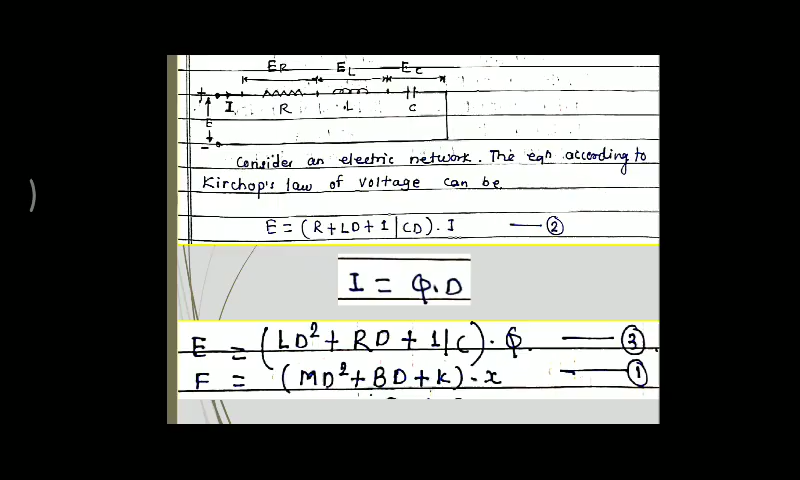 ER EL Ec
+ I R L C
E
-
Consider an electric network. The eqn according to
Kirchop's law of voltage can be
E = (R + LD + 1 | CD) . I — ②
I = Q.D
E = (LD² + RD + 1 | C) . Q — ③
F = (MD² + BD + K) . x — ①